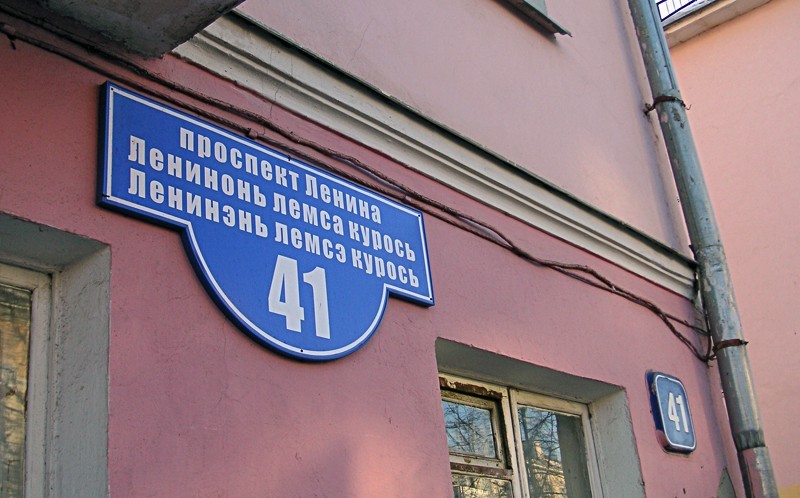 проспект Ленина
Ленинонь лемса курось
Ленинэнь лемсэ курось
41
41